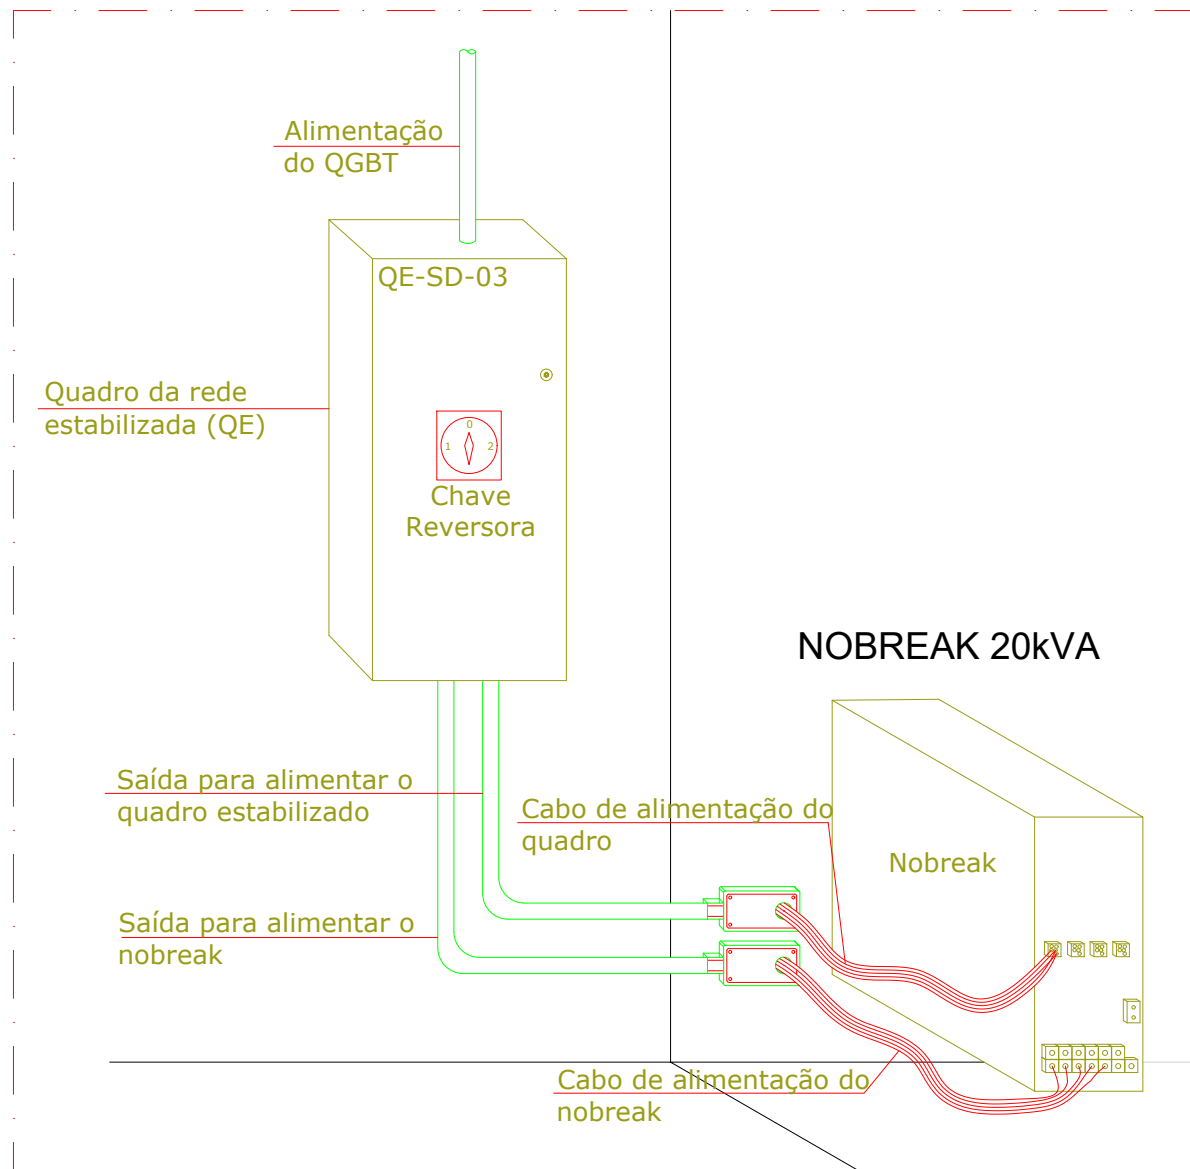 Alimentação
do QGBT
QE-SD-03
Quadro da rede
estabilizada (QE)
0
1 2
Chave
Reversora
NOBREAK 20kVA
Saída para alimentar o
quadro estabilizado
Cabo de alimentação do
quadro
Nobreak
Saída para alimentar o
nobreak
Cabo de alimentação do
nobreak